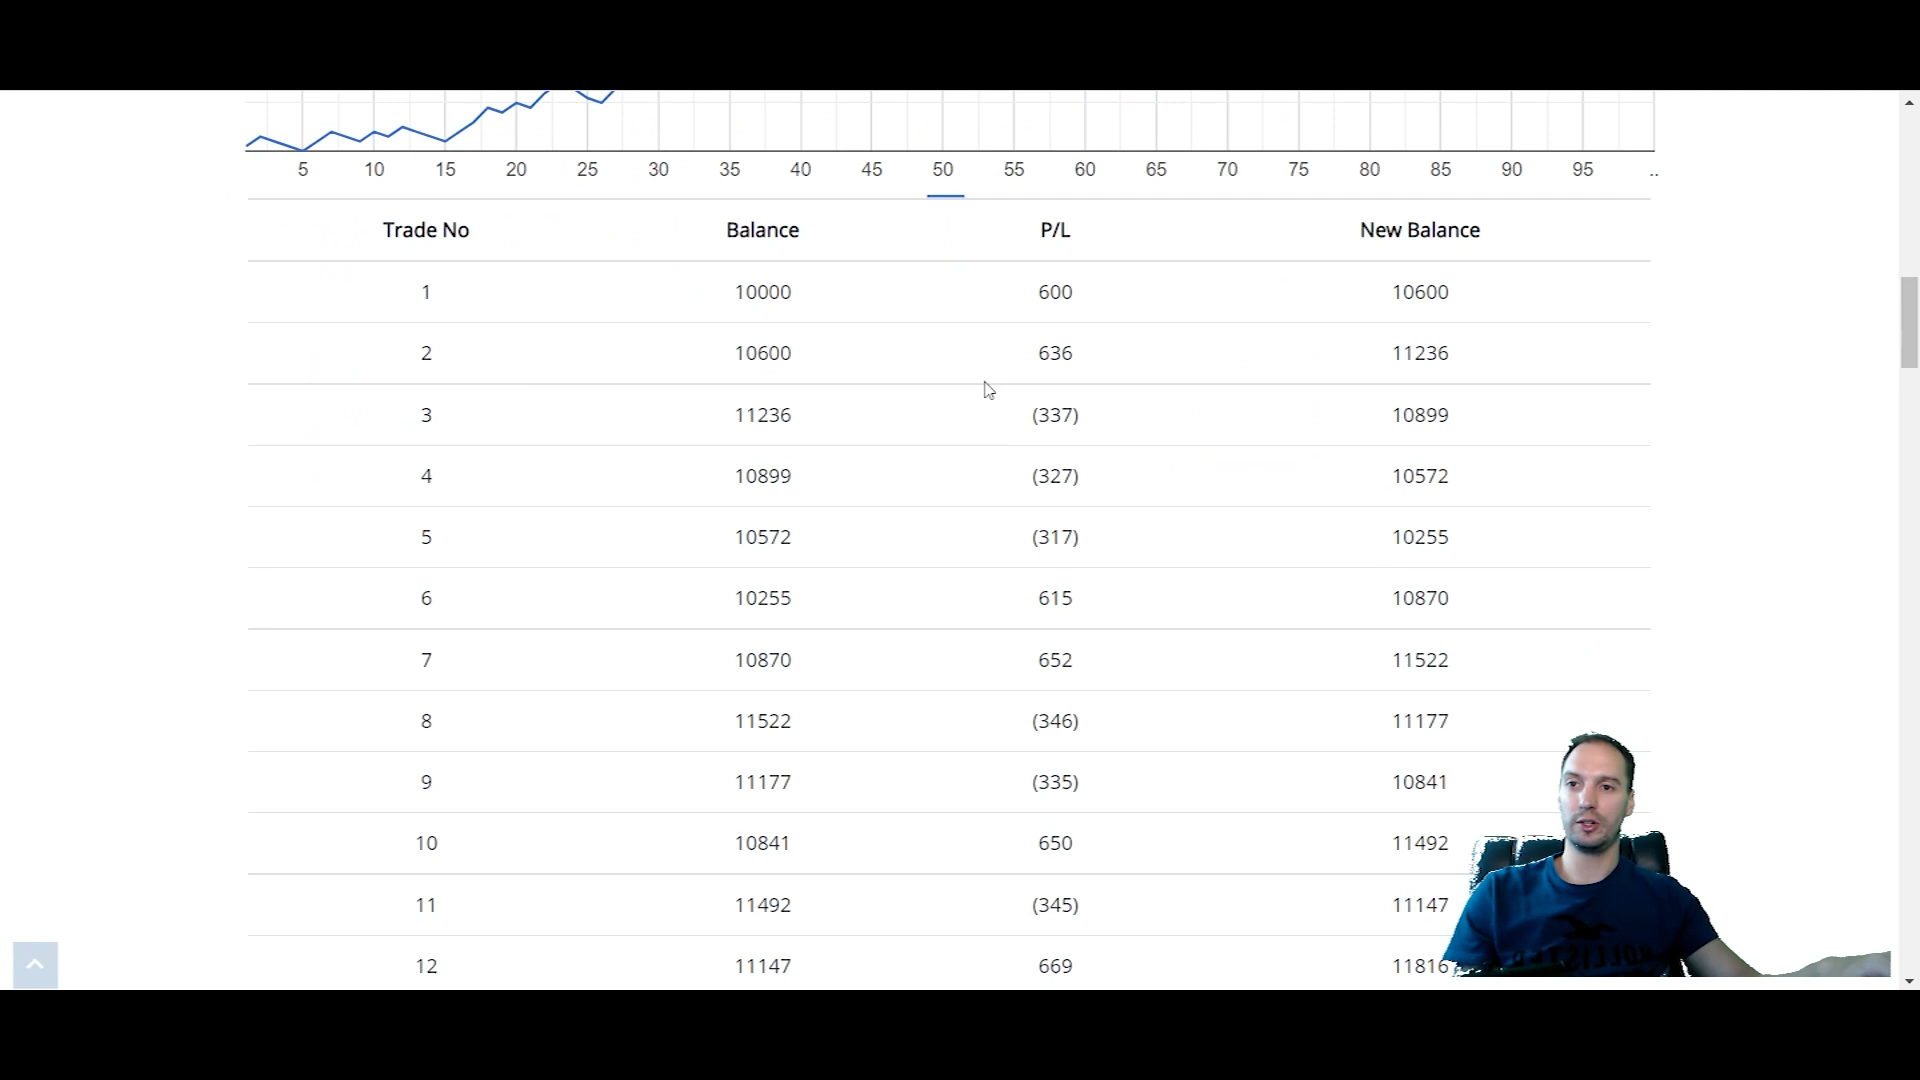 5 10 15 20 25 30 35 40 45 50 55 60 65 70 75 80 85 90 95 ..
Trade No Balance P/L New Balance
1 10000 600 10600
2 10600 636 11236
3 11236 (337) 10899
4 10899 (327) 10572
5 10572 (317) 10255
6 10255 615 10870
7 10870 652 11522
8 11522 (346) 11177
9 11177 (335) 10841
10 10841 650 11492
11 11492 (345) 11147
12 11147 669 11816